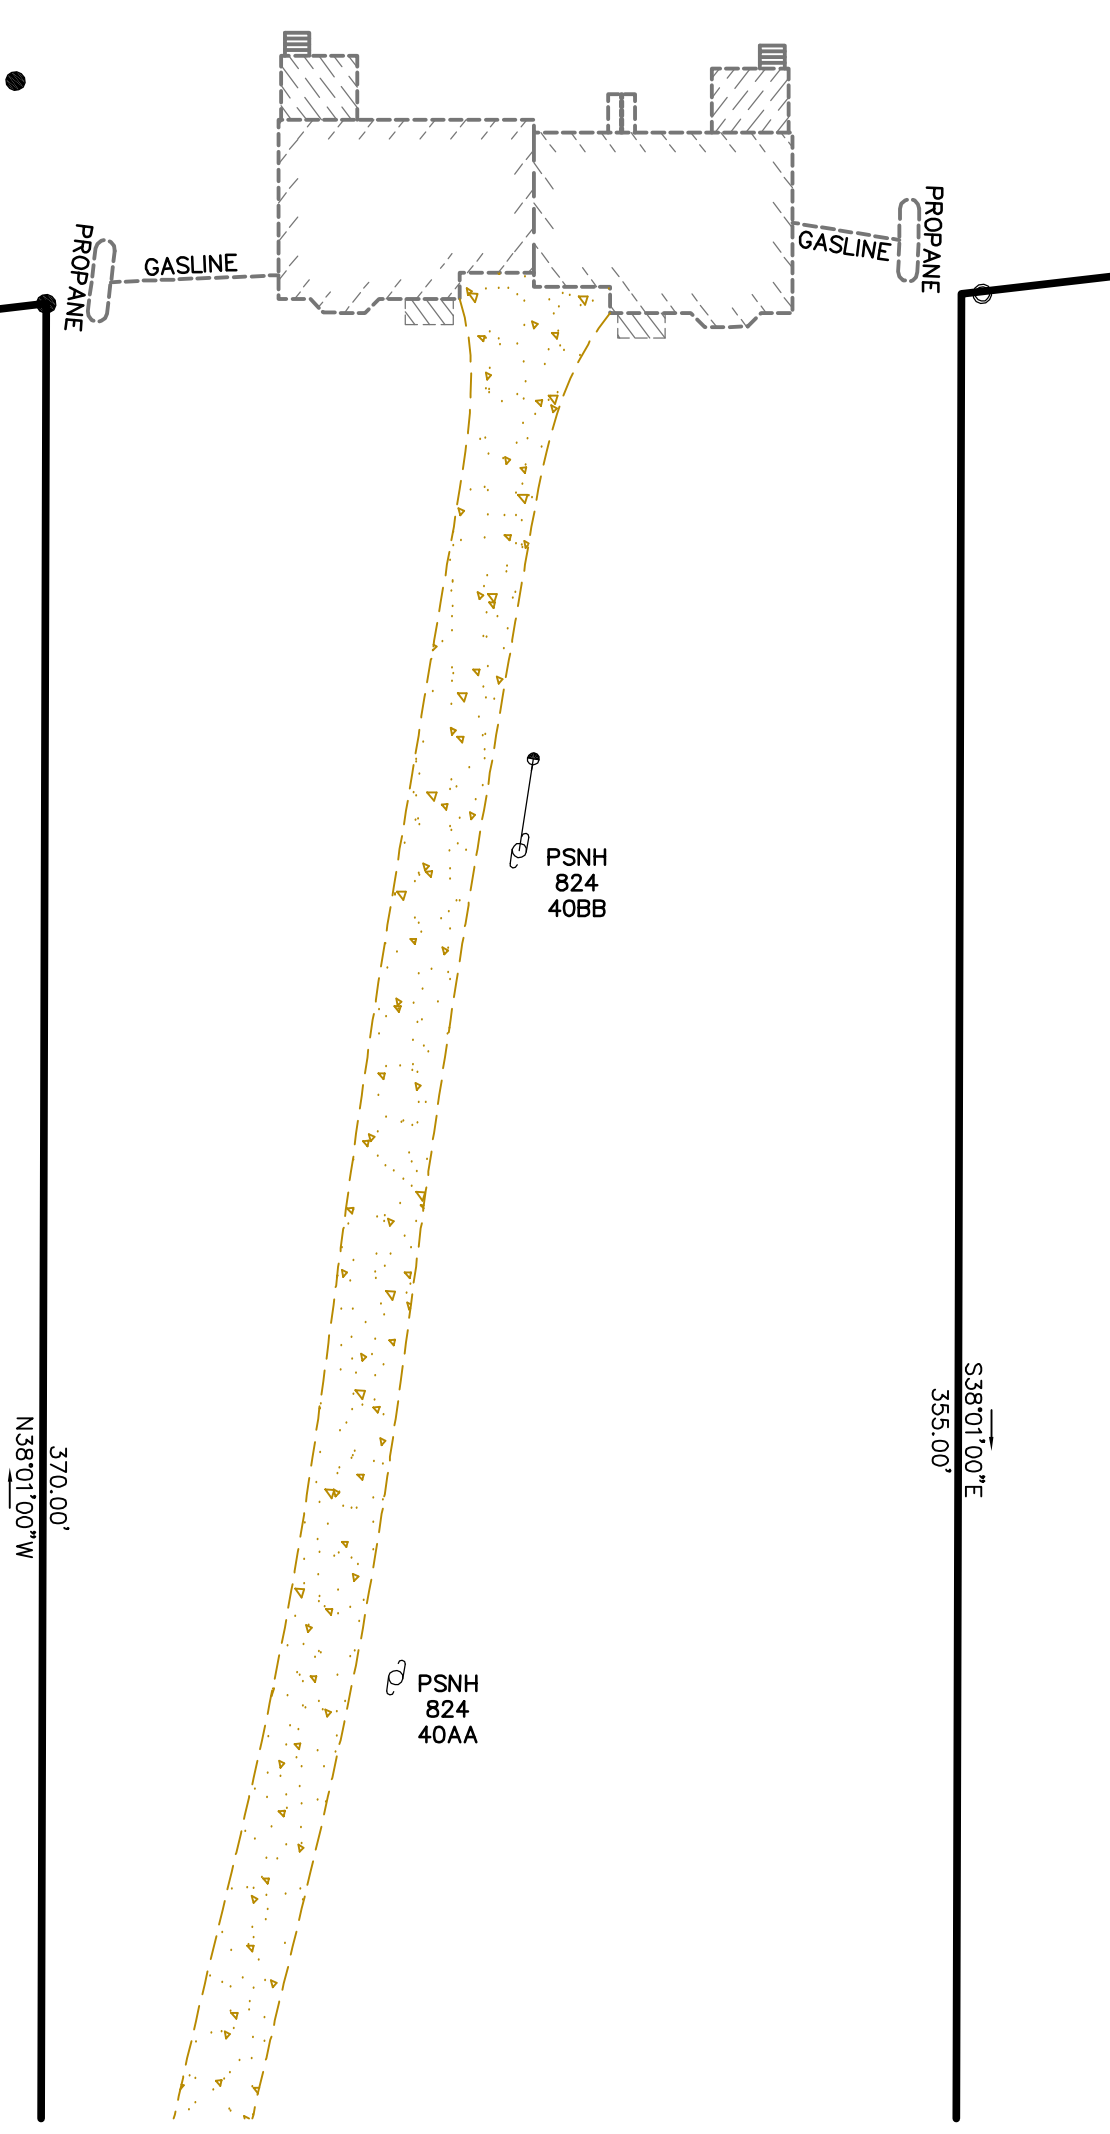 PROPANE
GASLINE
GASLINE
PROPANE
PSNH
824
40BB
S38°01'00"E
355.00'
370.00'
N38°01'00"W
PSNH
824
40AA